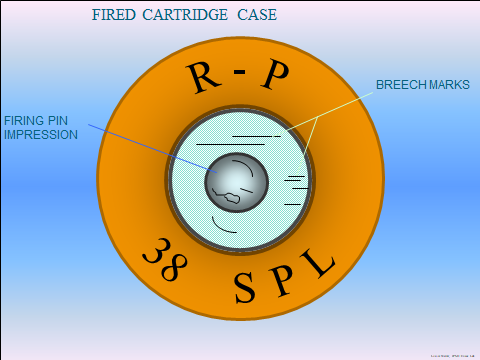 FIRED CARTRIDGE CASE
R - P
BREECH MARKS
FIRING PIN
IMPRESSION
38 SPL